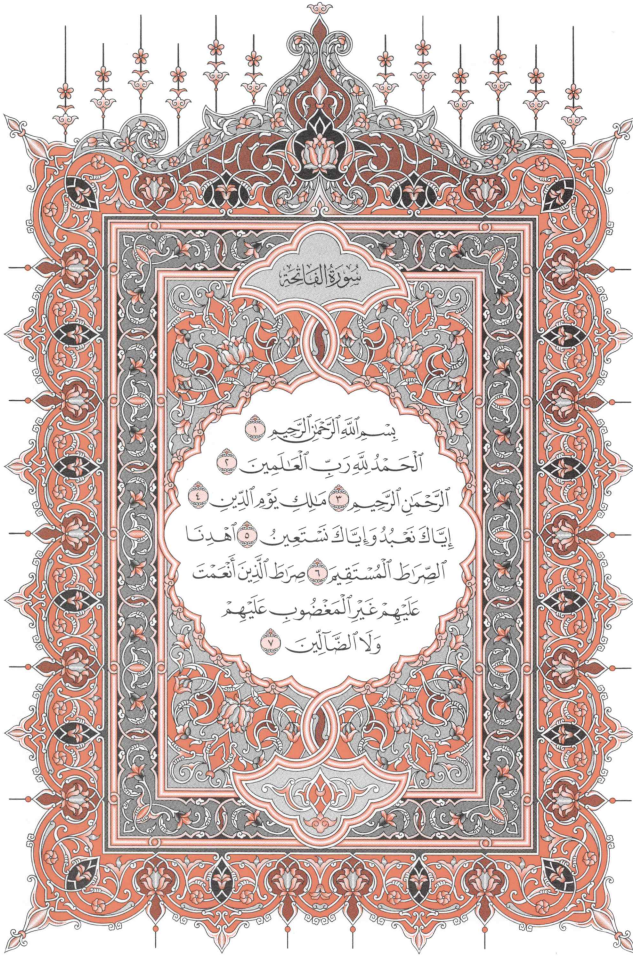 سُورَةُ الفَاتِحَةِ
بِسْمِ ٱللَّهِ ٱلرَّحْمَٰنِ ٱلرَّحِيمِ ١
ٱلْحَمْدُ لِلَّهِ رَبِّ ٱلْعَٰلَمِينَ ٢
ٱلرَّحْمَٰنِ ٱلرَّحِيمِ ٣ مَٰلِكِ يَوْمِ ٱلدِّينِ ٤
إِيَّاكَ نَعْبُدُ وَإِيَّاكَ نَسْتَعِينُ ٥ ٱهْدِنَا
ٱلصِّرَٰطَ ٱلْمُسْتَقِيمَ ٦ صِرَٰطَ ٱلَّذِينَ أَنْعَمْتَ
عَلَيْهِمْ غَيْرِ ٱلْمَغْضُوبِ عَلَيْهِمْ
وَلَا ٱلضَّآلِّينَ ٧